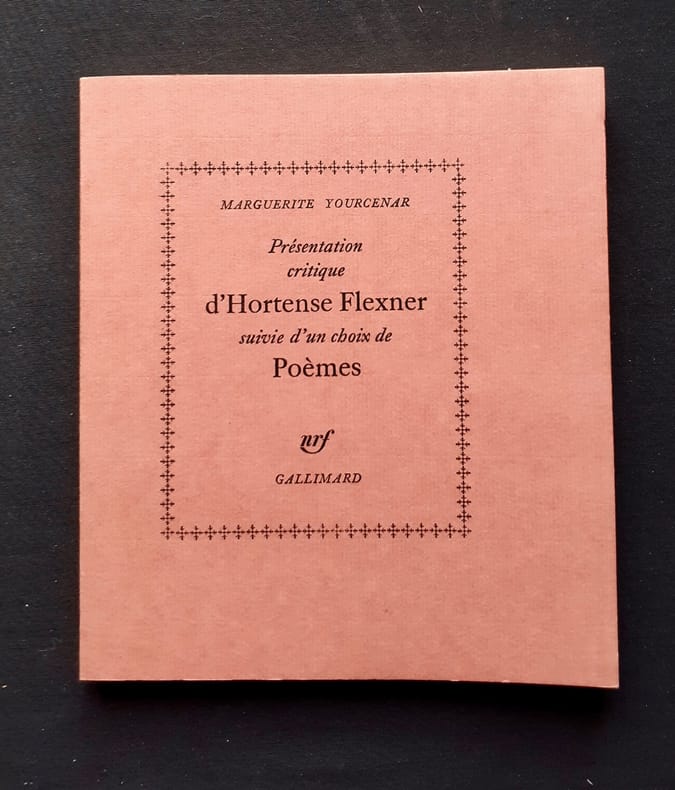 MARGUERITE YOURCENAR
Présentation
critique
d'Hortense Flexner
suivie d'un choix de
Poèmes
nrf
GALLIMARD